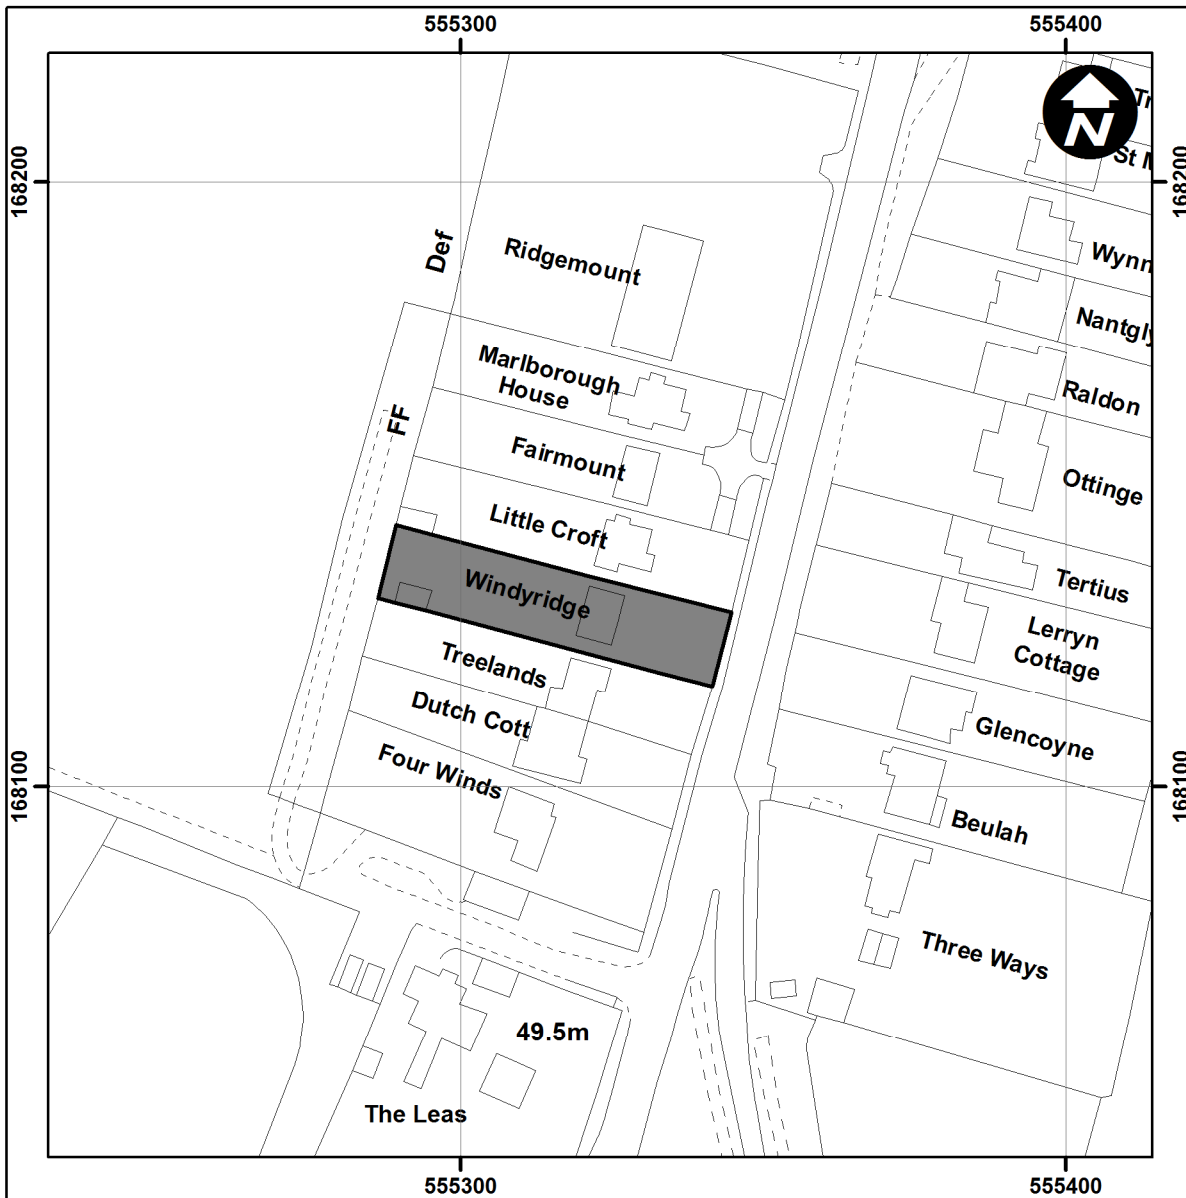 555300
555400
N
168200
168200
Def
Ridgemount
Wynn
Nantgly
Marlborough
House
Raldon
FF
Fairmount
Ottinge
Little Croft
Windyridge
Tertius
Treelands
Lerryn
Cottage
Dutch Cott
Glencoyne
Four Winds
168100
168100
Beulah
Three Ways
49.5m
The Leas
555300
555400